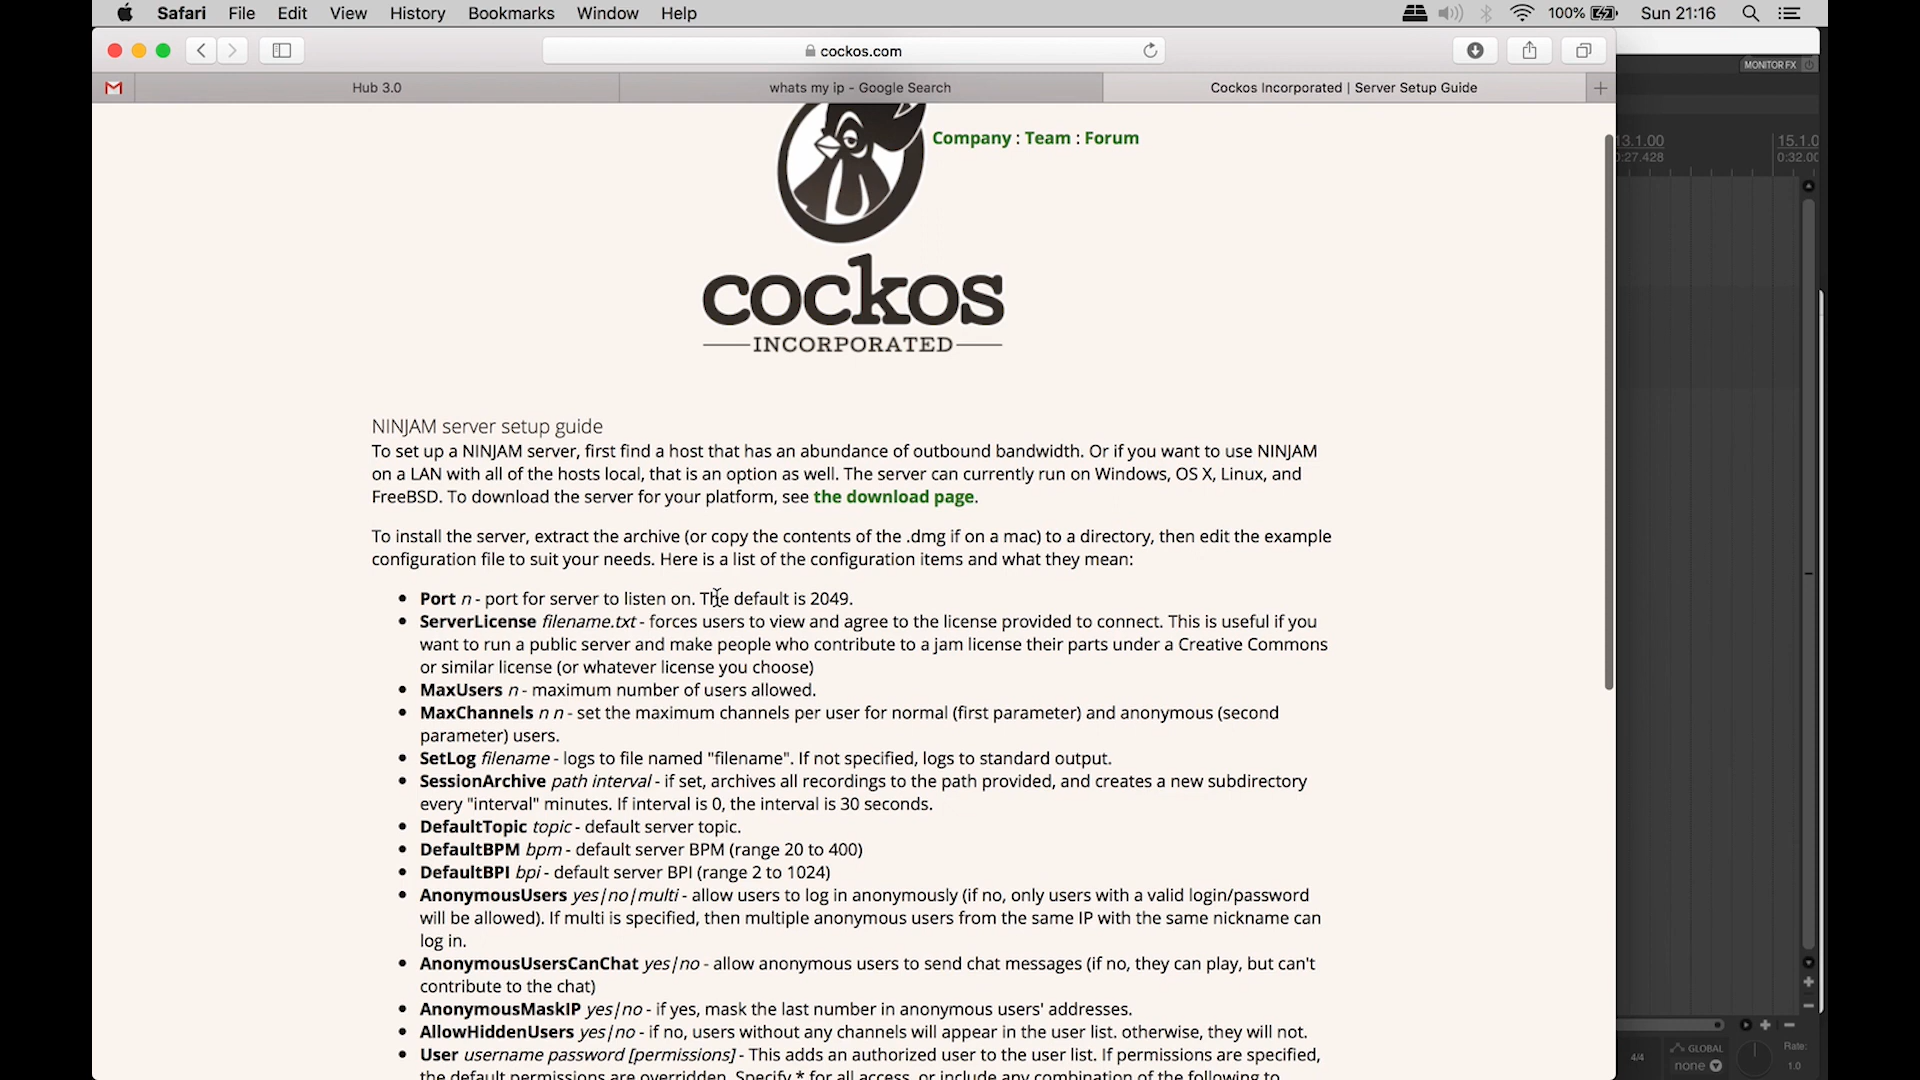 Safari File Edit View History Bookmarks Window Help 100% Sun 21:16
cockos.com
MONITOR FX
Hub 3.0 whats my ip - Google Search Cockos Incorporated | Server Setup Guide
Company : Team : Forum
13.1.00 15.1.0
0:27.428 0:32.00
cockos
INCORPORATED
NINJAM server setup guide
To set up a NINJAM server, first find a host that has an abundance of outbound bandwidth. Or if you want to use NINJAM
on a LAN with all of the hosts local, that is an option as well. The server can currently run on Windows, OS X, Linux, and
FreeBSD. To download the server for your platform, see the download page.
To install the server, extract the archive (or copy the contents of the .dmg if on a mac) to a directory, then edit the example
configuration file to suit your needs. Here is a list of the configuration items and what they mean:
• Port n - port for server to listen on. The default is 2049.
• ServerLicense filename.txt - forces users to view and agree to the license provided to connect. This is useful if you
want to run a public server and make people who contribute to a jam license their parts under a Creative Commons
or similar license (or whatever license you choose)
• MaxUsers n - maximum number of users allowed.
• MaxChannels n n - set the maximum channels per user for normal (first parameter) and anonymous (second
parameter) users.
• SetLog filename - logs to file named "filename". If not specified, logs to standard output.
• SessionArchive path interval - if set, archives all recordings to the path provided, and creates a new subdirectory
every "interval" minutes. If interval is 0, the interval is 30 seconds.
• DefaultTopic topic - default server topic.
• DefaultBPM bpm - default server BPM (range 20 to 400)
• DefaultBPI bpi - default server BPI (range 2 to 1024)
• AnonymousUsers yes|no|multi - allow users to log in anonymously (if no, only users with a valid login/password
will be allowed). If multi is specified, then multiple anonymous users from the same IP with the same nickname can
log in.
• AnonymousUsersCanChat yes|no - allow anonymous users to send chat messages (if no, they can play, but can't
contribute to the chat)
• AnonymousMaskIP yes|no - if yes, mask the last number in anonymous users' addresses.
• AllowHiddenUsers yes|no - if no, users without any channels will appear in the user list. otherwise, they will not.
• User username password [permissions] - This adds an authorized user to the user list. If permissions are specified,
the default permissions are overridden. Specify * for all access, or include any combination of the following to
4/4 GLOBAL Rate:
none 1.0